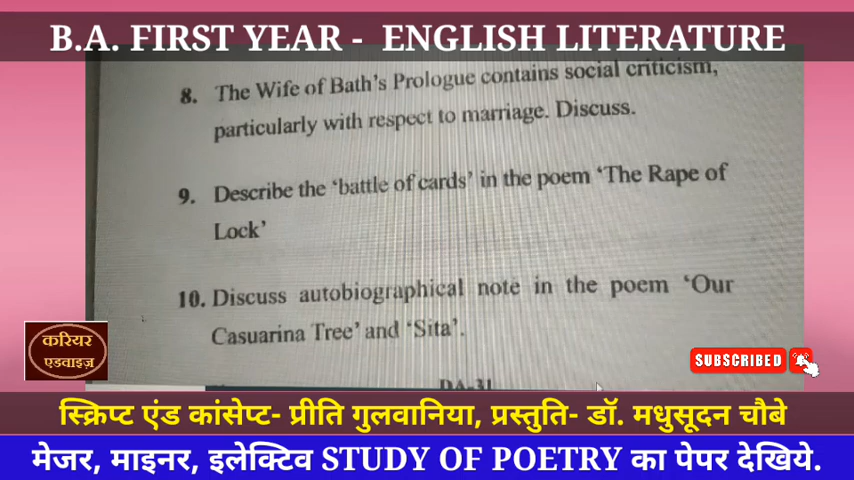 B.A. FIRST YEAR - ENGLISH LITERATURE
8. The Wife of Bath's Prologue contains social criticism,
particularly with respect to marriage. Discuss.
9. Describe the 'battle of cards' in the poem 'The Rape of
Lock'
10. Discuss autobiographical note in the poem 'Our
Casuarina Tree' and 'Sita'.
DA-31
करियर
एडवाइज़
SUBSCRIBED
स्क्रिप्ट एंड कांसेप्ट- प्रीति गुलवानिया, प्रस्तुति- डॉ. मधुसूदन चौबे
मेजर, माइनर, इलेक्टिव STUDY OF POETRY का पेपर देखिये.